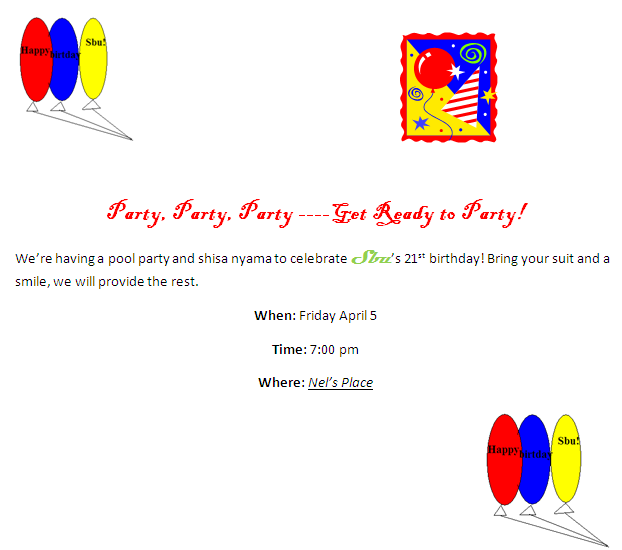 Happy Birthday Sbu!
Party, Party, Party ----Get Ready to Party!
We’re having a pool party and shisa nyama to celebrate Sbu’s 21st birthday! Bring your suit and a
smile, we will provide the rest.
When: Friday April 5
Time: 7:00 pm
Where: Nel’s Place
Happy Birthday Sbu!